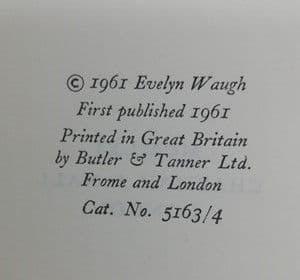 © 1961 Evelyn Waugh
First published 1961
Printed in Great Britain
by Butler & Tanner Ltd.
Frome and London
Cat. No. 5163/4